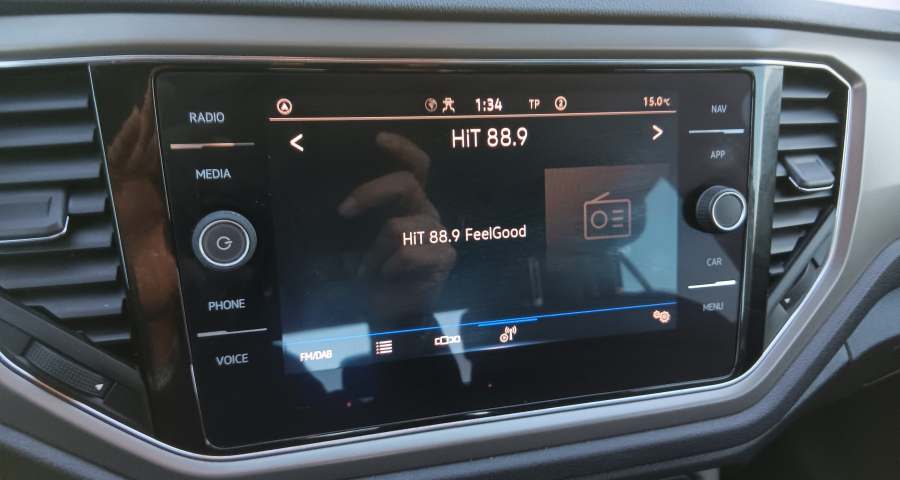 RADIO
MEDIA
PHONE
VOICE
1:34 TP 2 15.0°C
< HiT 88.9 >
HiT 88.9 FeelGood
FM/DAB
NAV
APP
CAR
MENU